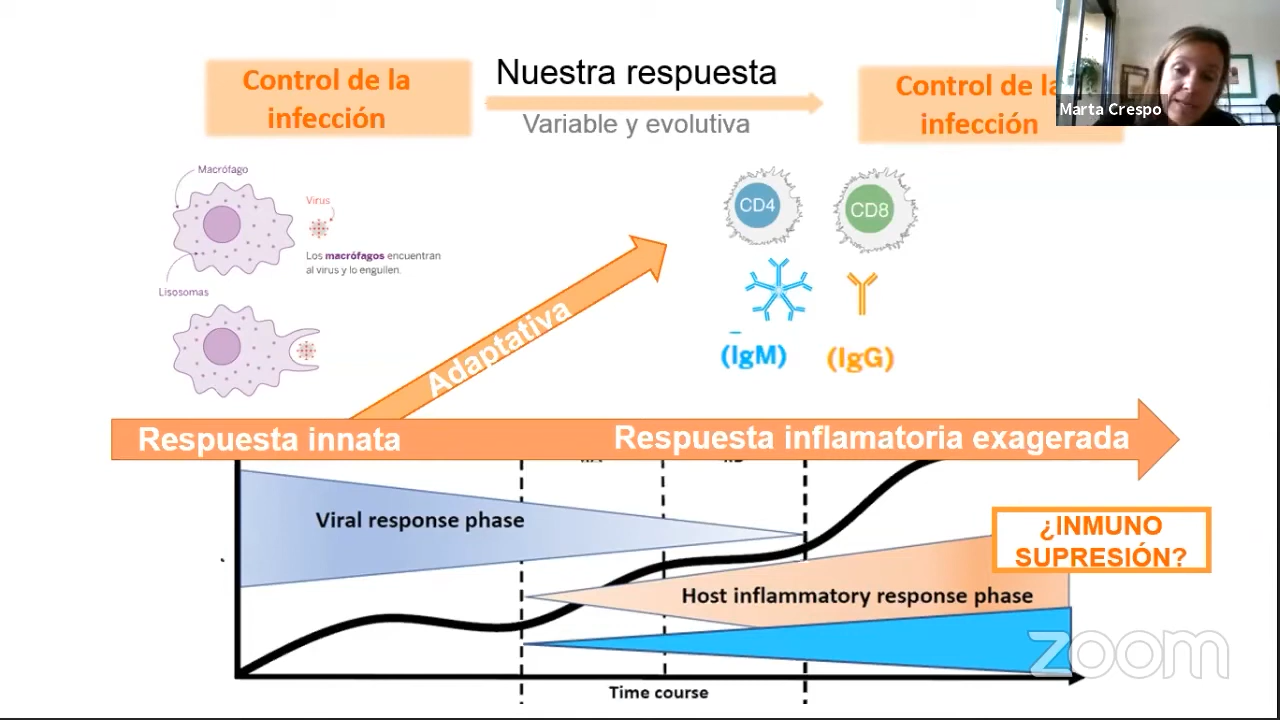 Control de la
infección
Nuestra respuesta
Variable y evolutiva
Control de la
infección
Marta Crespo
Macrófago
Virus
Los macrófagos encuentran
al virus y lo engullen.
Lisosomas
CD4
CD8
(IgM)
(IgG)
Adaptativa
Respuesta innata
Respuesta inflamatoria exagerada
Viral response phase
¿INMUNO
SUPRESIÓN?
Host inflammatory response phase
zoom
Time course